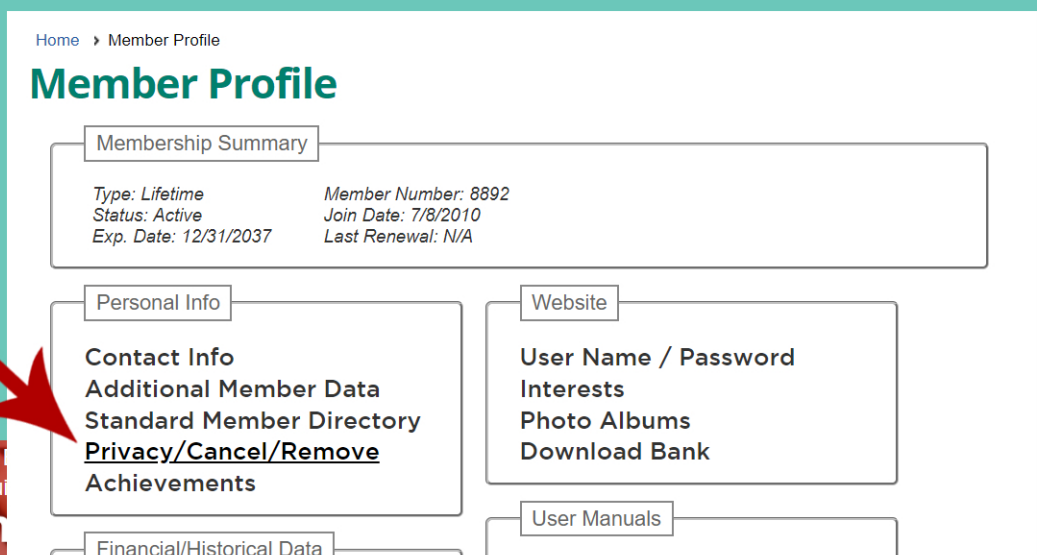 Home > Member Profile
Member Profile
Membership Summary
Type: Lifetime Member Number: 8892
Status: Active Join Date: 7/8/2010
Exp. Date: 12/31/2037 Last Renewal: N/A
Personal Info
Contact Info
Additional Member Data
Standard Member Directory
Privacy/Cancel/Remove
Achievements
Website
User Name / Password
Interests
Photo Albums
Download Bank
Financial/Historical Data
User Manuals